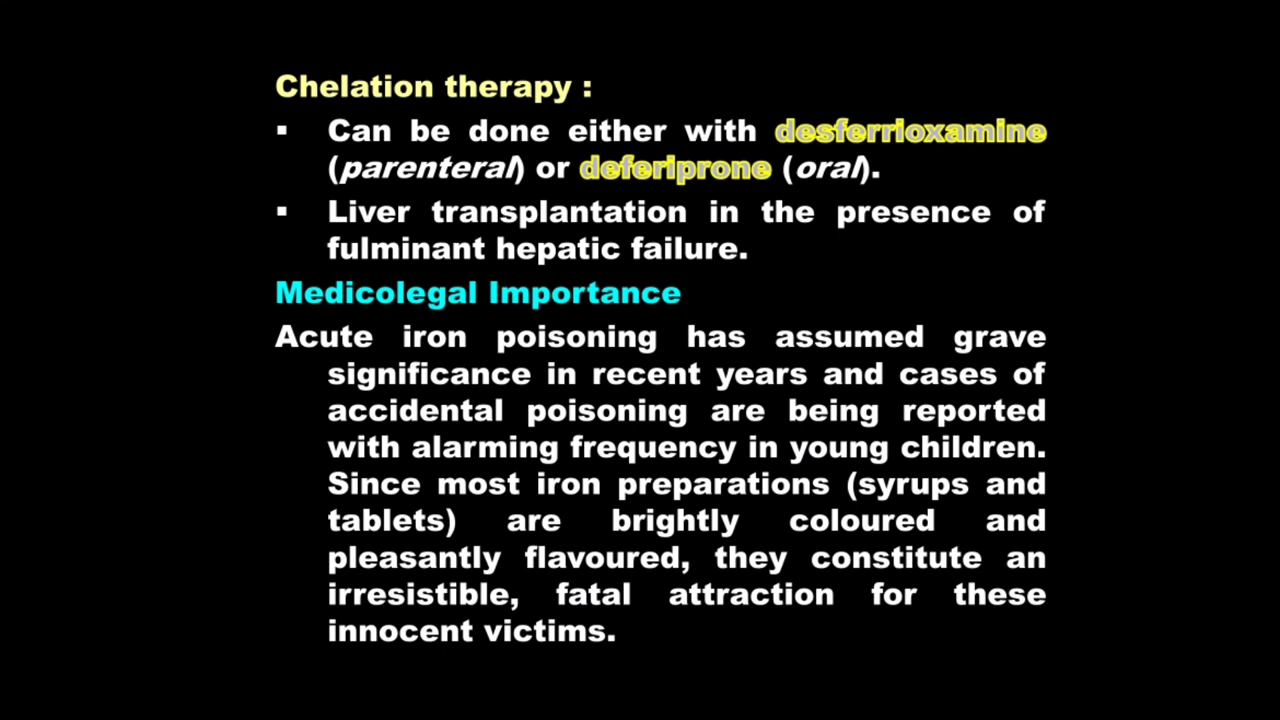 Chelation therapy :
▪ Can be done either with desferrioxamine
(parenteral) or deferiprone (oral).
▪ Liver transplantation in the presence of
fulminant hepatic failure.
Medicolegal Importance
Acute iron poisoning has assumed grave
significance in recent years and cases of
accidental poisoning are being reported
with alarming frequency in young children.
Since most iron preparations (syrups and
tablets) are brightly coloured and
pleasantly flavoured, they constitute an
irresistible, fatal attraction for these
innocent victims.